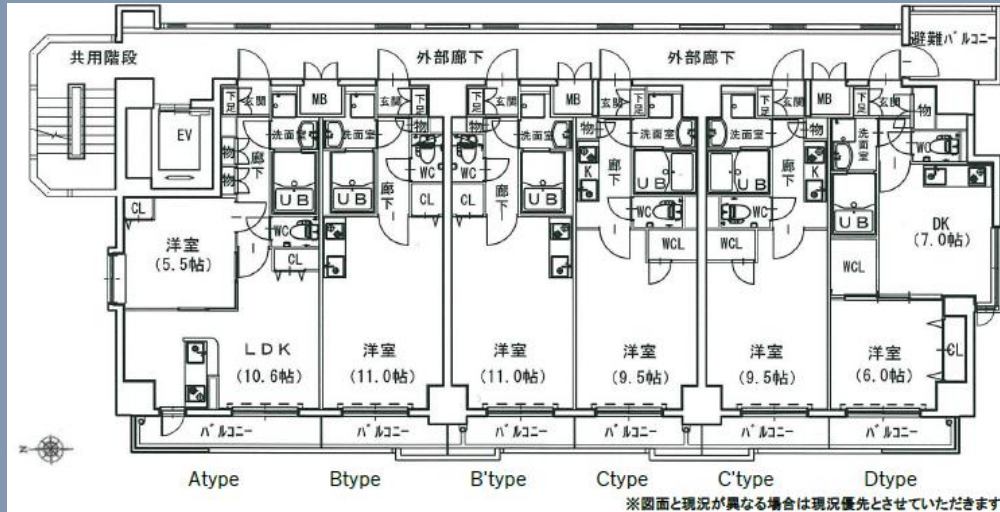 共用階段
外部廊下
外部廊下
避難バルコニー
EV
物
物
下足
玄関
MB
玄関
下足
下足
玄関
MB
玄関
下足
下足
玄関
MB
下足
玄関
物
洗面室
洗面室
物
物
洗面室
物
洗面室
洗面室
物
洗面室
WC
廊下
UB
UB
廊下
WC
CL
WC
CL
廊下
UB
K
廊下
UB
UB
廊下
K
UB
CL
WC
CL
WC
WCL
WC
WCL
WCL
DK
(7.0帖)
洋室
(5.5帖)
LDK
(10.6帖)
洋室
(11.0帖)
洋室
(11.0帖)
洋室
(9.5帖)
洋室
(9.5帖)
洋室
(6.0帖)
CL
バルコニー
バルコニー
バルコニー
バルコニー
バルコニー
バルコニー
N
Atype
Btype
B'type
Ctype
C'type
Dtype
※図面と現況が異なる場合は現況優先とさせていただきます